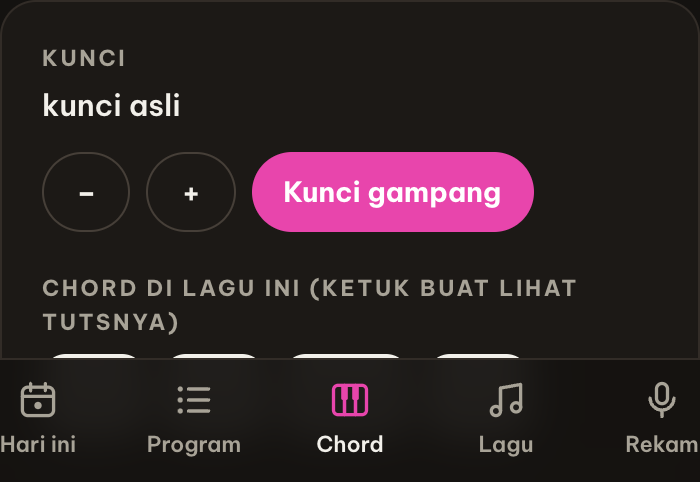 KUNCI
kunci asli
–
+
Kunci gampang
CHORD DI LAGU INI (KETUK BUAT LIHAT
TUTSNYA)
Hari ini
Program
Chord
Lagu
Rekam